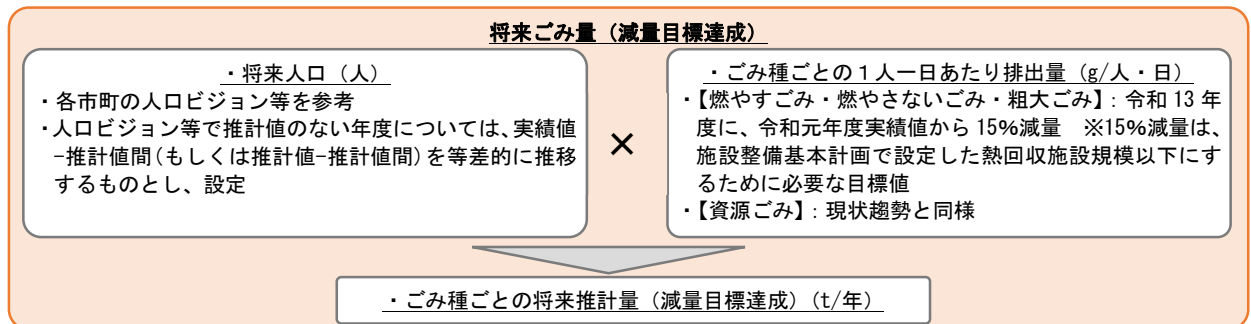 将来ごみ量（減量目標達成）
・将来人口（人）
・各市町の人口ビジョン等を参考
・人口ビジョン等で推計値のない年度については、実績値
-推計値間(もしくは推計値-推計値間)を等差的に推移
するものとし、設定
×
・ごみ種ごとの１人一日あたり排出量（g/人・日）
・【燃やすごみ・燃やさないごみ・粗大ごみ】：令和 13 年
度に、令和元年度実績値から 15%減量　※15%減量は、
施設整備基本計画で設定した熱回収施設規模以下にす
るために必要な目標値
・【資源ごみ】：現状趨勢と同様
・ごみ種ごとの将来推計量（減量目標達成）(t/年)